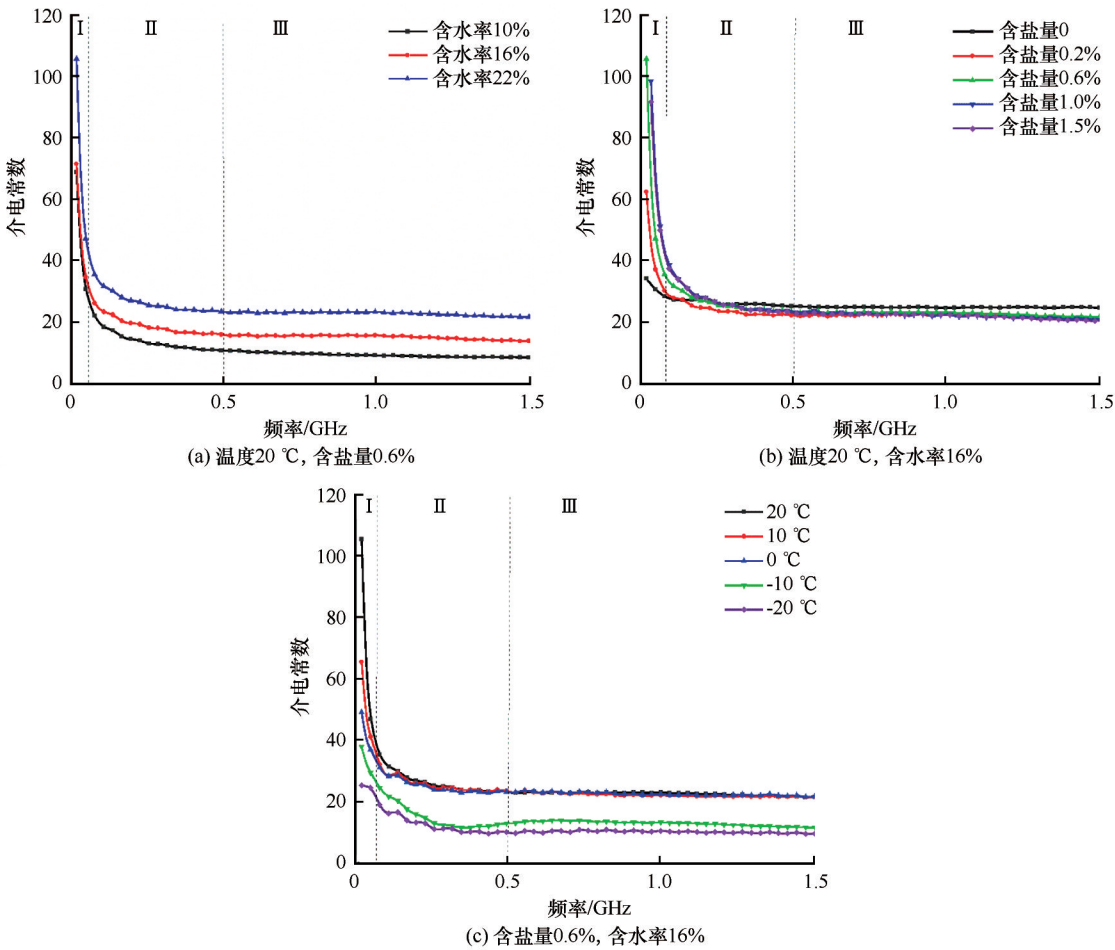 120
100
80
60
40
20
0
介电常数
Ⅰ
Ⅱ
Ⅲ
含水率10%
含水率16%
含水率22%
0
0.5
1.0
1.5
频率/GHz
(a) 温度20 ℃, 含盐量0.6%
120
100
80
60
40
20
0
介电常数
Ⅰ
Ⅱ
Ⅲ
含盐量0
含盐量0.2%
含盐量0.6%
含盐量1.0%
含盐量1.5%
0
0.5
1.0
1.5
频率/GHz
(b) 温度20 ℃, 含水率16%
120
100
80
60
40
20
0
介电常数
Ⅰ
Ⅱ
Ⅲ
20 ℃
10 ℃
0 ℃
-10 ℃
-20 ℃
0
0.5
1.0
1.5
频率/GHz
(c) 含盐量0.6%, 含水率16%